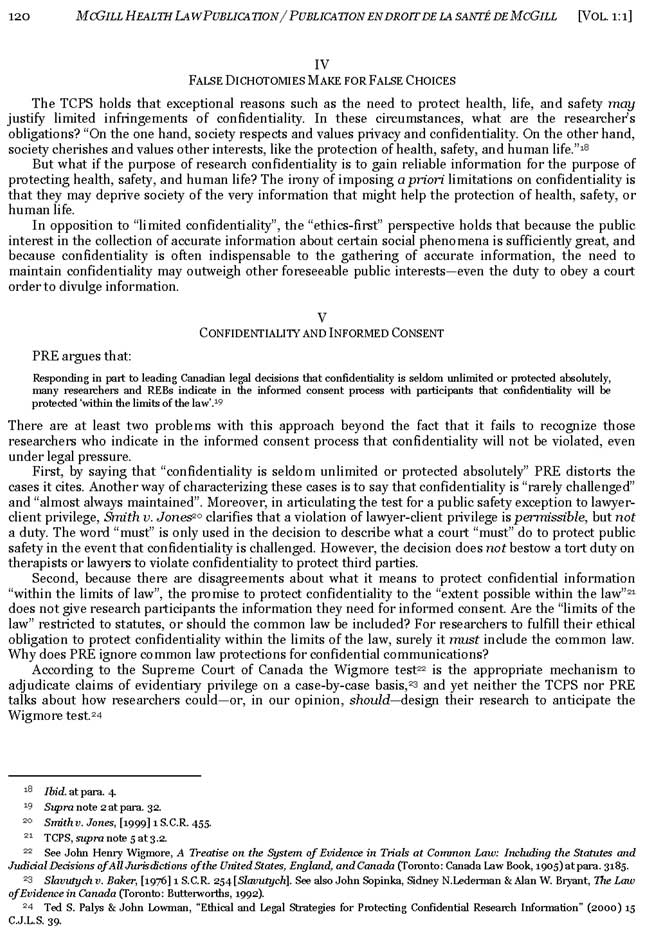 120 MCGILL HEALTH LAW PUBLICATION / PUBLICATION EN DROIT DE LA SANTÉ DE MCGILL [VOL. 1:1]
IV
FALSE DICHOTOMIES MAKE FOR FALSE CHOICES
The TCPS holds that exceptional reasons such as the need to protect health, life, and safety may
justify limited infringements of confidentiality. In these circumstances, what are the researcher's
obligations? “On the one hand, society respects and values privacy and confidentiality. On the other hand,
society cherishes and values other interests, like the protection of health, safety, and human life.”18
But what if the purpose of research confidentiality is to gain reliable information for the purpose of
protecting health, safety, and human life? The irony of imposing a priori limitations on confidentiality is
that they may deprive society of the very information that might help the protection of health, safety, or
human life.
In opposition to “limited confidentiality”, the “ethics-first” perspective holds that because the public
interest in the collection of accurate information about certain social phenomena is sufficiently great, and
because confidentiality is often indispensable to the gathering of accurate information, the need to
maintain confidentiality may outweigh other foreseeable public interests—even the duty to obey a court
order to divulge information.
V
CONFIDENTIALITY AND INFORMED CONSENT
PRE argues that:
Responding in part to leading Canadian legal decisions that confidentiality is seldom unlimited or protected absolutely,
many researchers and REBs indicate in the informed consent process with participants that confidentiality will be
protected ‘within the limits of the law’.19
There are at least two problems with this approach beyond the fact that it fails to recognize those
researchers who indicate in the informed consent process that confidentiality will not be violated, even
under legal pressure.
First, by saying that “confidentiality is seldom unlimited or protected absolutely” PRE distorts the
cases it cites. Another way of characterizing these cases is to say that confidentiality is “rarely challenged”
and “almost always maintained”. Moreover, in articulating the test for a public safety exception to lawyer-
client privilege, Smith v. Jones20 clarifies that a violation of lawyer-client privilege is permissible, but not
a duty. The word “must” is only used in the decision to describe what a court “must” do to protect public
safety in the event that confidentiality is challenged. However, the decision does not bestow a tort duty on
therapists or lawyers to violate confidentiality to protect third parties.
Second, because there are disagreements about what it means to protect confidential information
“within the limits of law”, the promise to protect confidentiality to the “extent possible within the law”21
does not give research participants the information they need for informed consent. Are the “limits of the
law” restricted to statutes, or should the common law be included? For researchers to fulfill their ethical
obligation to protect confidentiality within the limits of the law, surely it must include the common law.
Why does PRE ignore common law protections for confidential communications?
According to the Supreme Court of Canada the Wigmore test22 is the appropriate mechanism to
adjudicate claims of evidentiary privilege on a case-by-case basis,23 and yet neither the TCPS nor PRE
talks about how researchers could—or, in our opinion, should—design their research to anticipate the
Wigmore test.24
18 Ibid. at para. 4.
19 Supra note 2 at para. 32.
20 Smith v. Jones, [1999] 1 S.C.R. 455.
21 TCPS, supra note 5 at 3.2.
22 See John Henry Wigmore, A Treatise on the System of Evidence in Trials at Common Law: Including the Statutes and
Judicial Decisions of All Jurisdictions of the United States, England, and Canada (Toronto: Canada Law Book, 1905) at para. 3185.
23 Slavutych v. Baker, [1976] 1 S.C.R. 254 [Slavutych]. See also John Sopinka, Sidney N.Lederman & Alan W. Bryant, The Law
of Evidence in Canada (Toronto: Butterworths, 1992).
24 Ted S. Palys & John Lowman, “Ethical and Legal Strategies for Protecting Confidential Research Information” (2000) 15
C.J.L.S. 39.